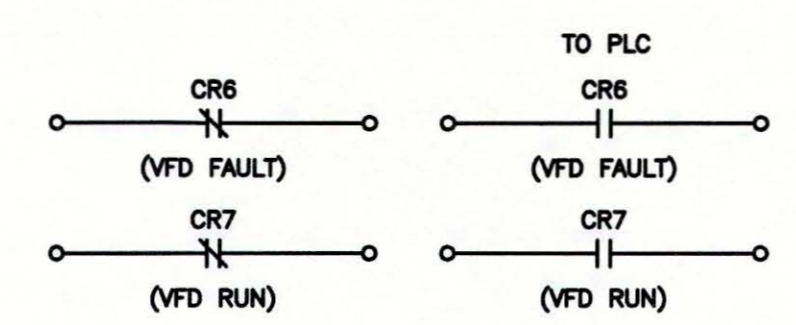 TO PLC
CR6
CR6
(VFD FAULT)
(VFD FAULT)
CR7
CR7
(VFD RUN)
(VFD RUN)